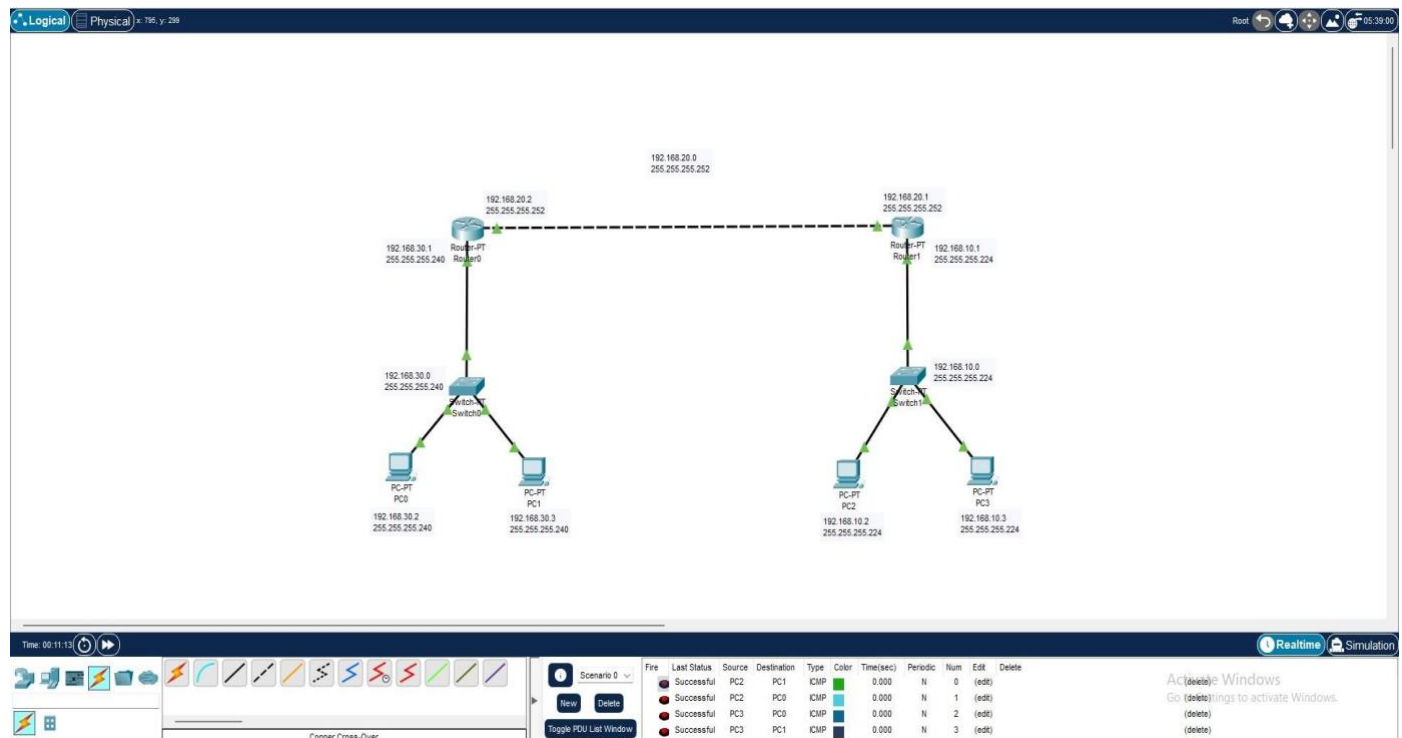 Logical Physical x: 795, y: 299 Root 05:39:00
192.168.20.0
255.255.255.252
192.168.20.2
255.255.255.252
192.168.20.1
255.255.255.252
192.168.30.1
255.255.255.240
Router-PT
Router0
Router-PT
Router1
192.168.10.1
255.255.255.224
192.168.30.0
255.255.255.240
Switch-PT
Switch0
192.168.10.0
255.255.255.224
Switch-PT
Switch1
PC-PT
PC0
192.168.30.2
255.255.255.240
PC-PT
PC1
192.168.30.3
255.255.255.240
PC-PT
PC2
192.168.10.2
255.255.255.224
PC-PT
PC3
192.168.10.3
255.255.255.224
Time: 00:11:13 Realtime Simulation
Copper Cross-Over
Scenario 0
New Delete
Toggle PDU List Window
Fire Last Status Source Destination Type Color Time(sec) Periodic Num Edit Delete
Successful PC2 PC1 ICMP 0.000 N 0 (edit) (delete)
Successful PC2 PC0 ICMP 0.000 N 1 (edit) (delete)
Successful PC3 PC0 ICMP 0.000 N 2 (edit) (delete)
Successful PC3 PC1 ICMP 0.000 N 3 (edit) (delete)
Activate Windows
Go to Settings to activate Windows.